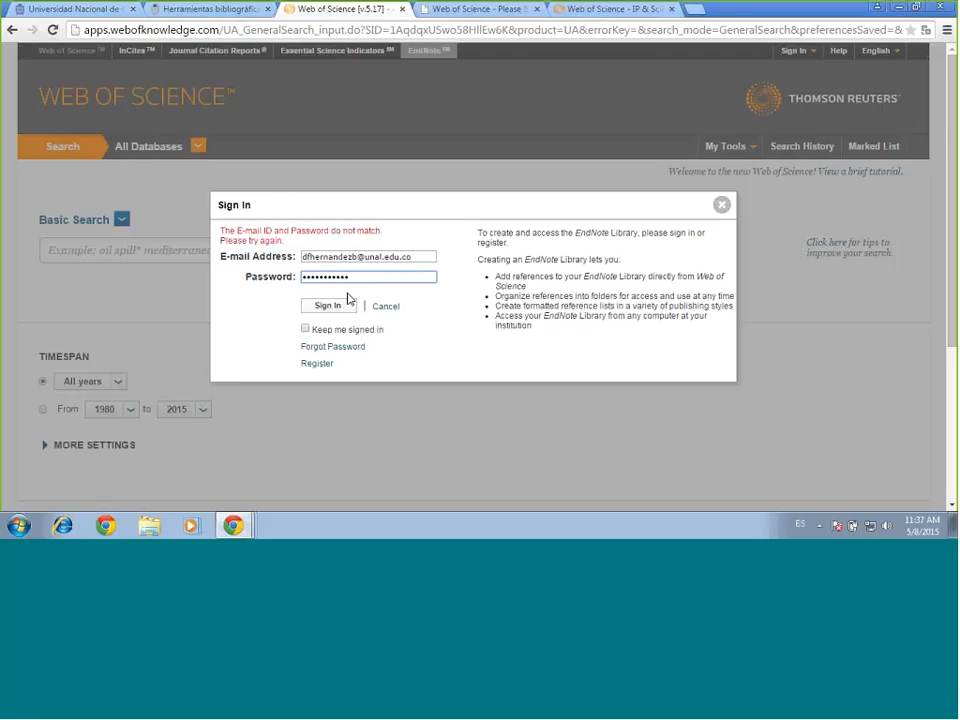 Universidad Nacional de
Herramientas bibliográfic
Web of Science [v.5.17] -
Web of Science - Please S
Web of Science - IP & Sci
apps.webofknowledge.com/UA_GeneralSearch_input.do?SID=1AqdqxUSwo58HllEw6K&product=UA&errorKey=&search_mode=GeneralSearch&preferencesSaved=&
Web of Science™ InCites™ Journal Citation Reports® Essential Science Indicators™ EndNote™ Sign In Help English
WEB OF SCIENCE™
THOMSON REUTERS™
Search All Databases My Tools Search History Marked List
Welcome to the new Web of Science! View a brief tutorial.
Basic Search
Example: oil spill* mediterrane
Click here for tips to
improve your search.
Sign In
The E-mail ID and Password do not match.
Please try again.
E-mail Address: dfhernandezb@unal.edu.co
Password: •••••••••••
Sign In | Cancel
Keep me signed in
Forgot Password
Register
To create and access the EndNote Library, please sign in or
register.
Creating an EndNote Library lets you:
Add references to your EndNote Library directly from Web of
Science
Organize references into folders for access and use at any time
Create formatted reference lists in a variety of publishing styles
Access your EndNote Library from any computer at your
institution
TIMESPAN
All years
From 1980 to 2015
MORE SETTINGS
ES
11:37 AM
5/8/2015